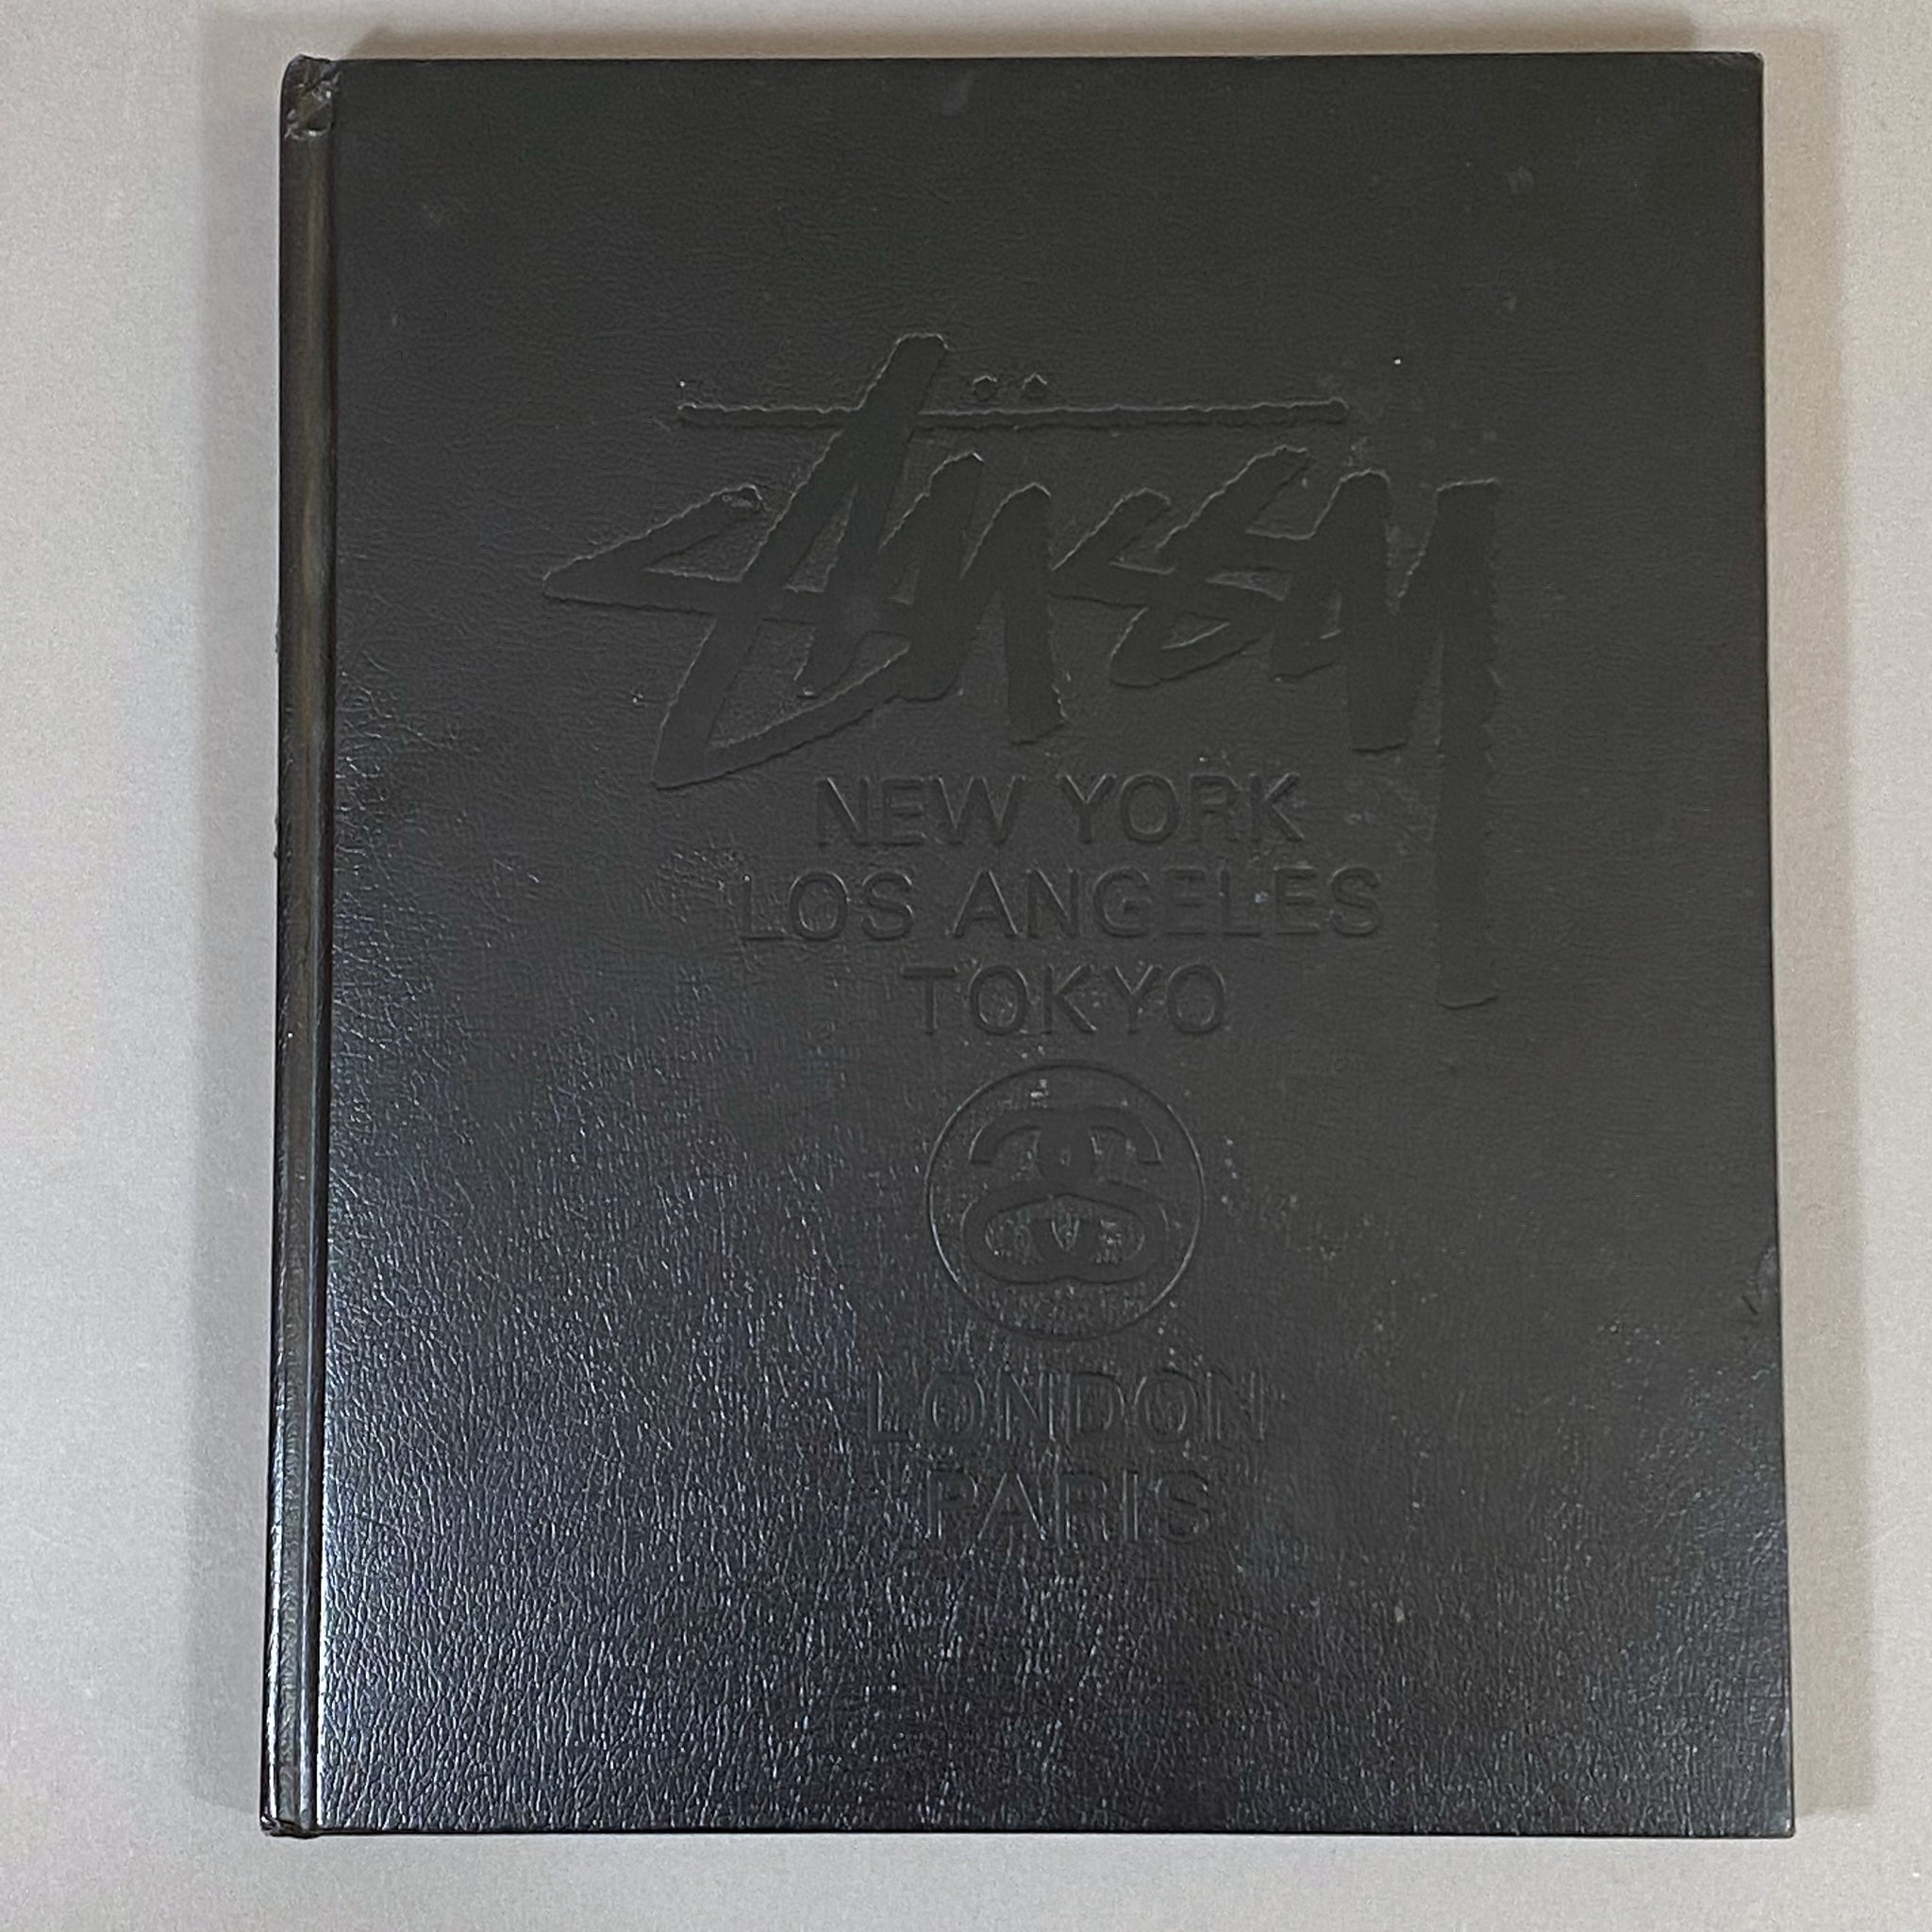 Stüssy
NEW YORK
LOS ANGELES
TOKYO
LONDON
PARIS